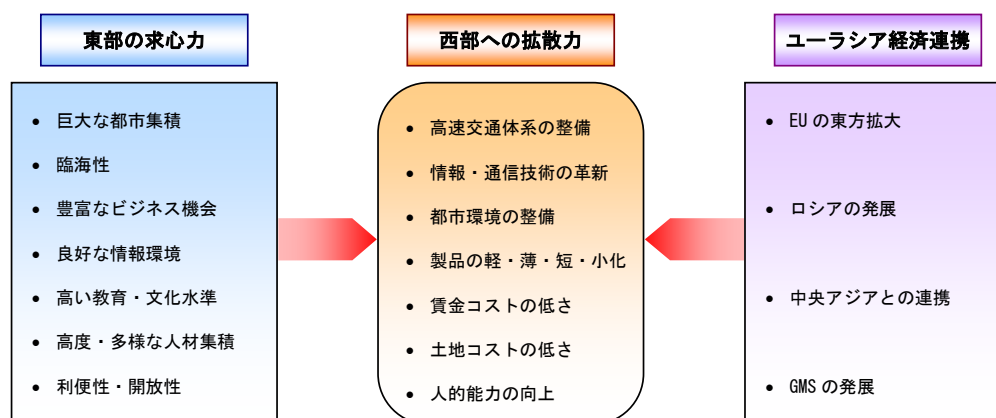 東部の求心力
巨大な都市集積
臨海性
豊富なビジネス機会
良好な情報環境
高い教育・文化水準
高度・多様な人材集積
利便性・開放性
西部への拡散力
高速交通体系の整備
情報・通信技術の革新
都市環境の整備
製品の軽・薄・短・小化
賃金コストの低さ
土地コストの低さ
人的能力の向上
ユーラシア経済連携
EU の東方拡大
ロシアの発展
中央アジアとの連携
GMS の発展